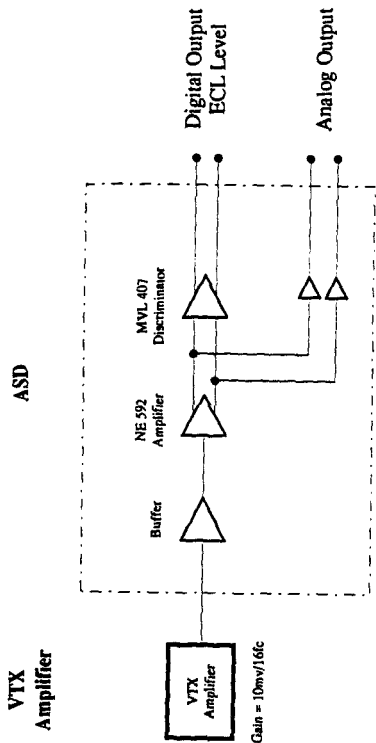 VTX
Amplifier
ASD
VTX
Amplifier
Gain = 10mv/16fc
Buffer
NE 592
Amplifier
MVL 407
Discriminator
Digital Output
ECL Level
Analog Output